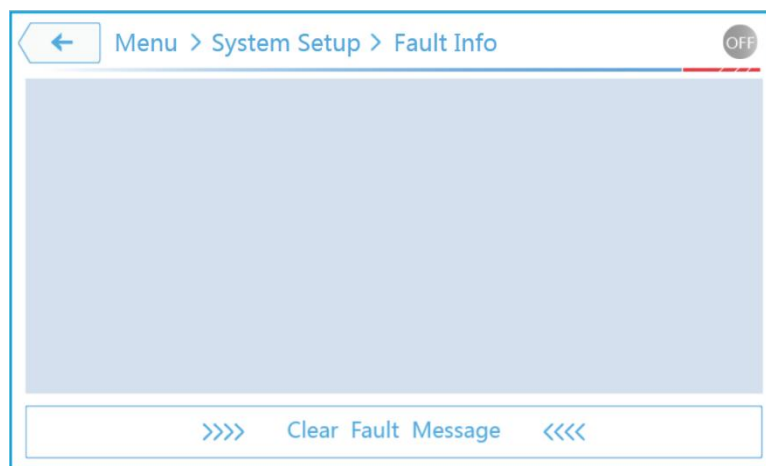 Menu > System Setup > Fault Info
OFF
>>>> Clear Fault Message <<<<